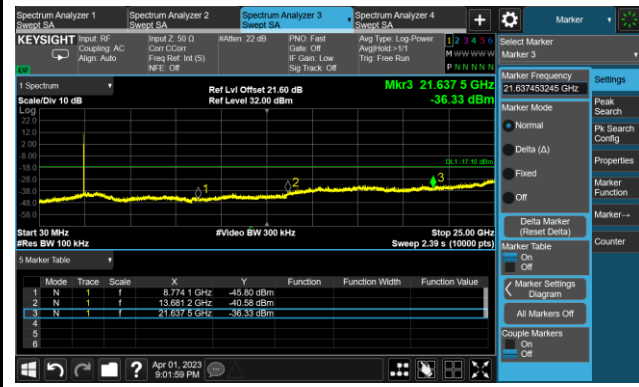 Spectrum Analyzer 1
Swept SA
Spectrum Analyzer 2
Swept SA
Spectrum Analyzer 3
Swept SA
Spectrum Analyzer 4
Swept SA
+
Marker
KEYSIGHT
Input: RF
Coupling: AC
Align: Auto
Input Z: 50 Ω
Corr CCorr
Freq Ref: Int (S)
NFE: Off
#Atten: 22 dB
PNO: Fast
Gate: Off
IF Gain: Low
Sig Track: Off
Avg Type: Log-Power
Avg|Hold:>1/1
Trig: Free Run
1 2 3 4 5 6
M W W W W W
P N N N N N
Select Marker
Marker 3
1 Spectrum
Scale/Div 10 dB
Log
Ref Lvl Offset 21.60 dB
Ref Level 32.00 dBm
Mkr3 21.637 5 GHz
-36.33 dBm
22.0
12.0
2.00
-8.00
-18.0
-28.0
-38.0
-48.0
-58.0
DL1 -17.10 dBm
1
2
3
Start 30 MHz
#Res BW 100 kHz
#Video BW 300 kHz
Stop 25.00 GHz
Sweep 2.39 s (10000 pts)
5 Marker Table
Mode Trace Scale X Y Function Function Width Function Value
1 N 1 f 8.774 1 GHz -45.80 dBm
2 N 1 f 13.681 2 GHz -40.58 dBm
3 N 1 f 21.637 5 GHz -36.33 dBm
4
5
6
Marker Frequency
21.637453245 GHz
Marker Mode
Normal
Delta (Δ)
Fixed
Off
Delta Marker
(Reset Delta)
Marker Table
On
Off
Marker Settings
Diagram
All Markers Off
Couple Markers
On
Off
Settings
Peak
Search
Pk Search
Config
Properties
Marker
Function
Marker→
Counter
?
Apr 01, 2023
9:01:59 PM